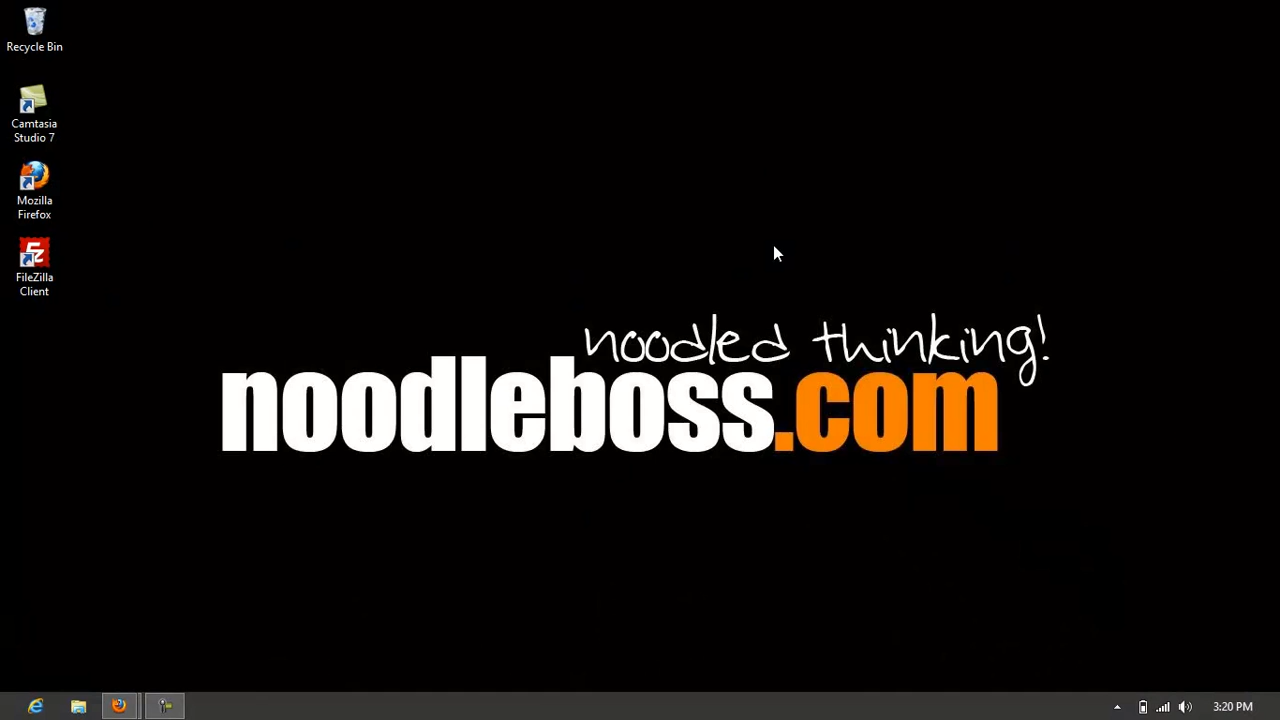 Recycle Bin
Camtasia
Studio 7
Mozilla
Firefox
FileZilla
Client
noodled thinking!
noodleboss.com
3:20 PM